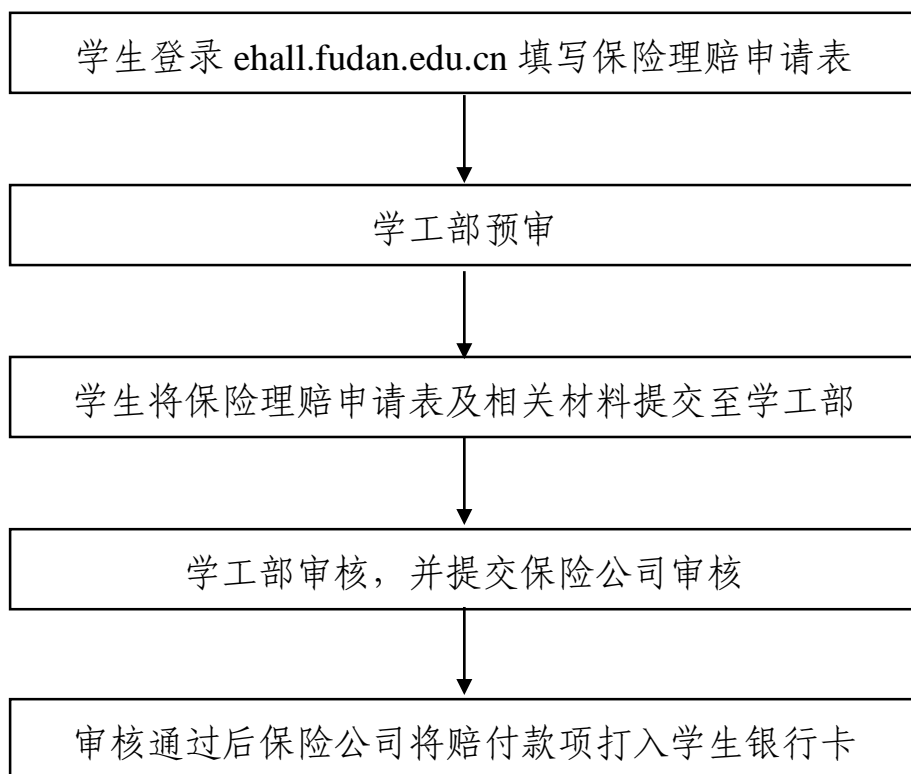 学生登录 ehall.fudan.edu.cn 填写保险理赔申请表
学工部预审
学生将保险理赔申请表及相关材料提交至学工部
学工部审核，并提交保险公司审核
审核通过后保险公司将赔付款项打入学生银行卡